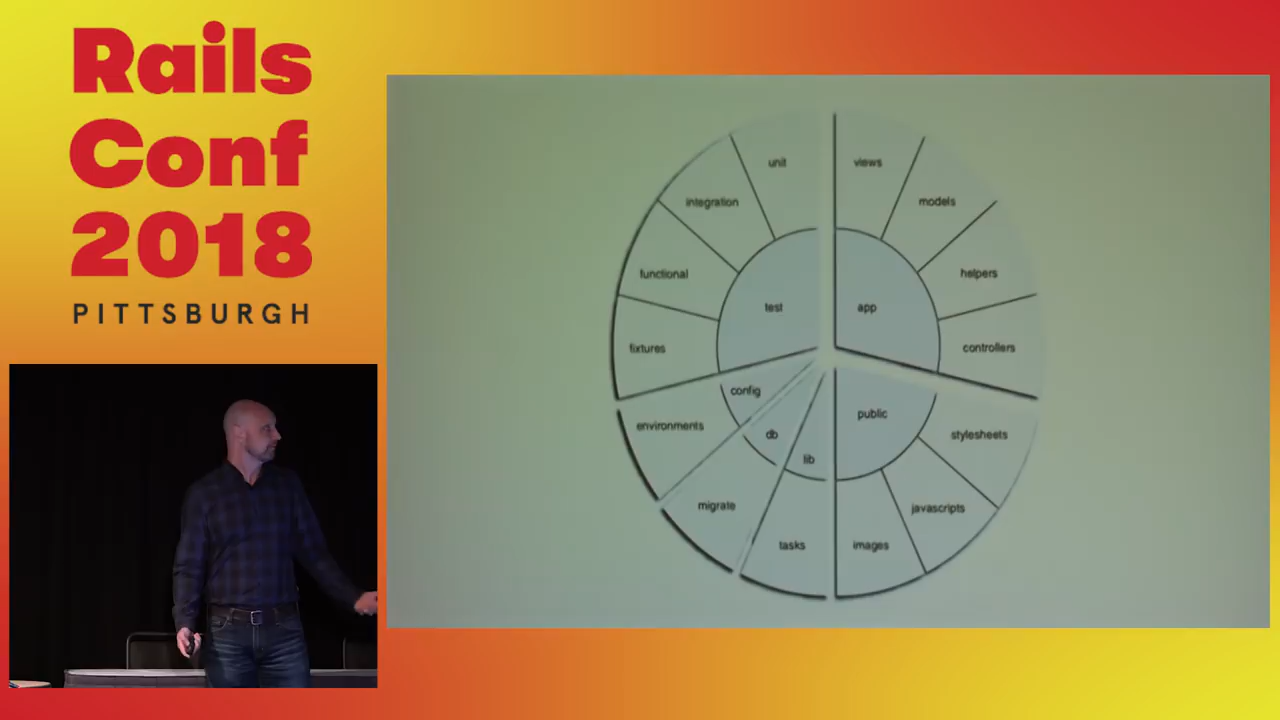 Rails
Conf
2018
PITTSBURGH
unit
views
integration
models
functional
helpers
test
app
fixtures
controllers
config
public
environments
db
stylesheets
lib
migrate
javascripts
tasks
images